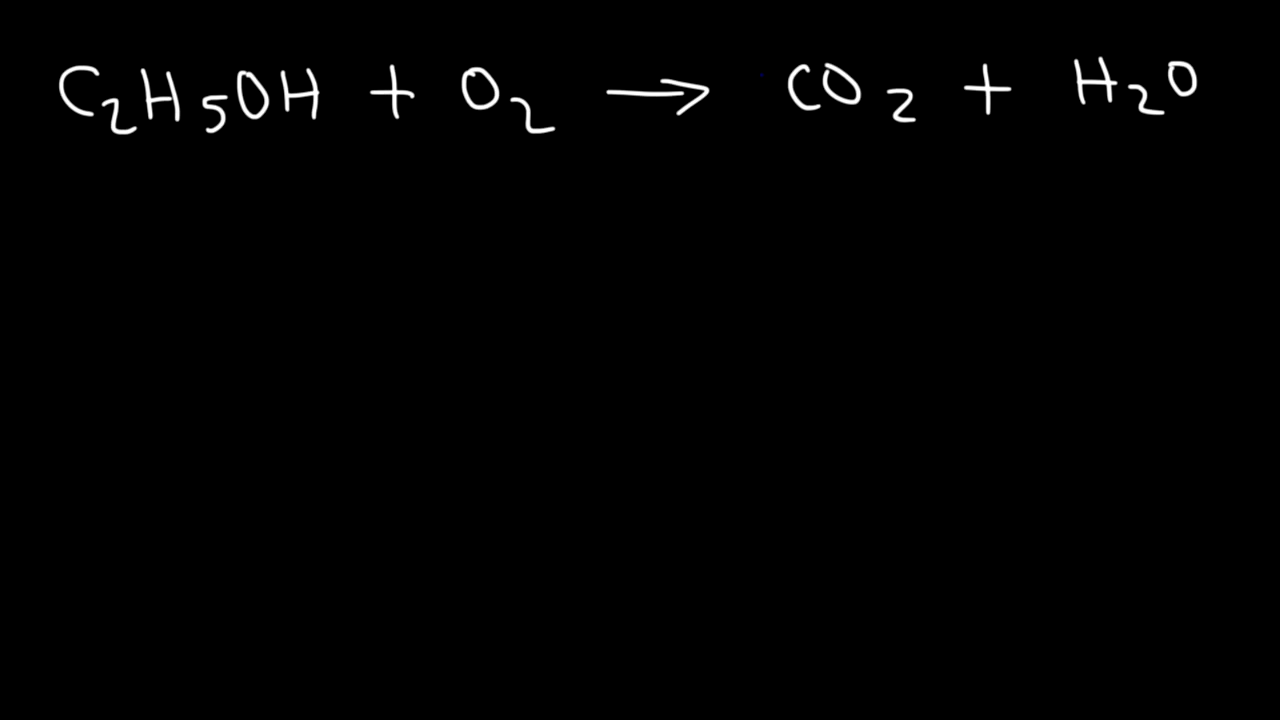 C₂H₅OH + O₂ → CO₂ + H₂O